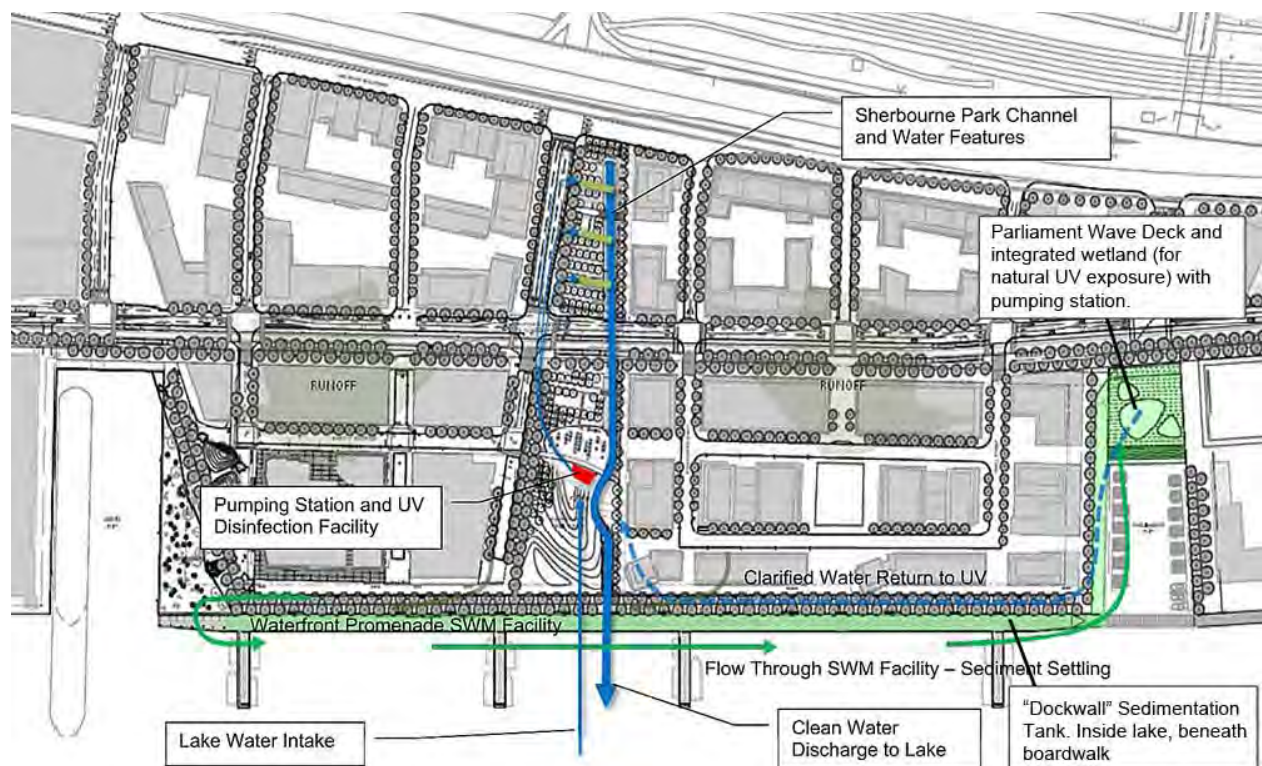 Sherbourne Park Channel
and Water Features
Parliament Wave Deck and
integrated wetland (for
natural UV exposure) with
pumping station.
RUNOFF
RUNOFF
Pumping Station and UV
Disinfection Facility
Clarified Water Return to UV
Waterfront Promenade SWM Facility
Flow Through SWM Facility – Sediment Settling
Lake Water Intake
Clean Water
Discharge to Lake
"Dockwall" Sedimentation
Tank. Inside lake, beneath
boardwalk